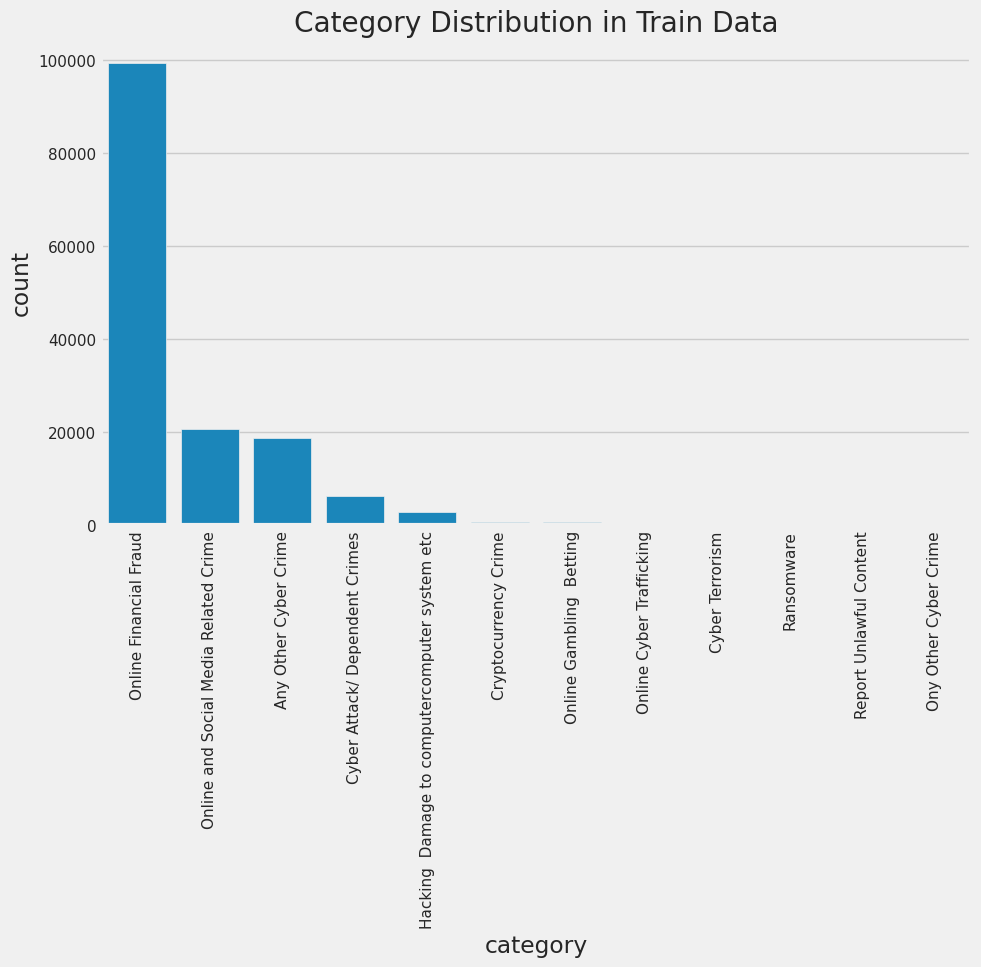 Category Distribution in Train Data
count
100000
80000
60000
40000
20000
0
Online Financial Fraud
Online and Social Media Related Crime
Any Other Cyber Crime
Cyber Attack/ Dependent Crimes
Hacking  Damage to computercomputer system etc
Cryptocurrency Crime
Online Gambling  Betting
Online Cyber Trafficking
Cyber Terrorism
Ransomware
Report Unlawful Content
Ony Other Cyber Crime
category